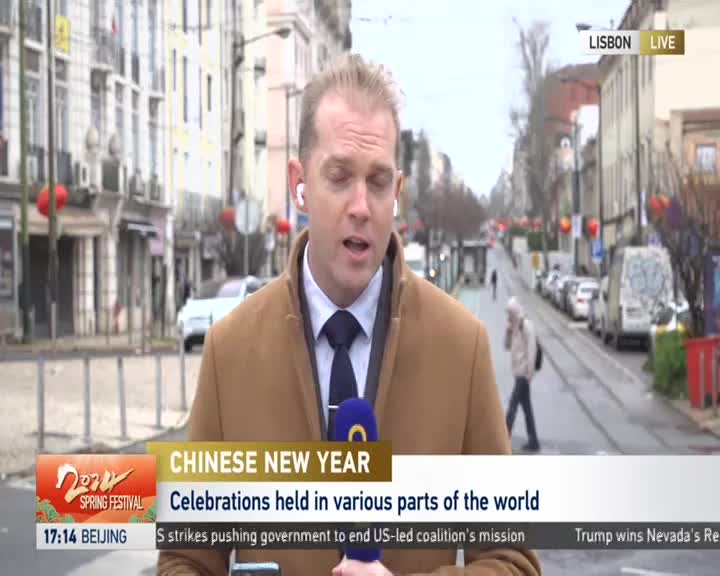 LISBON LIVE
CHINESE NEW YEAR
2024
SPRING FESTIVAL
Celebrations held in various parts of the world
17:14 BEIJING
S strikes pushing government to end US-led coalition's mission Trump wins Nevada's Re